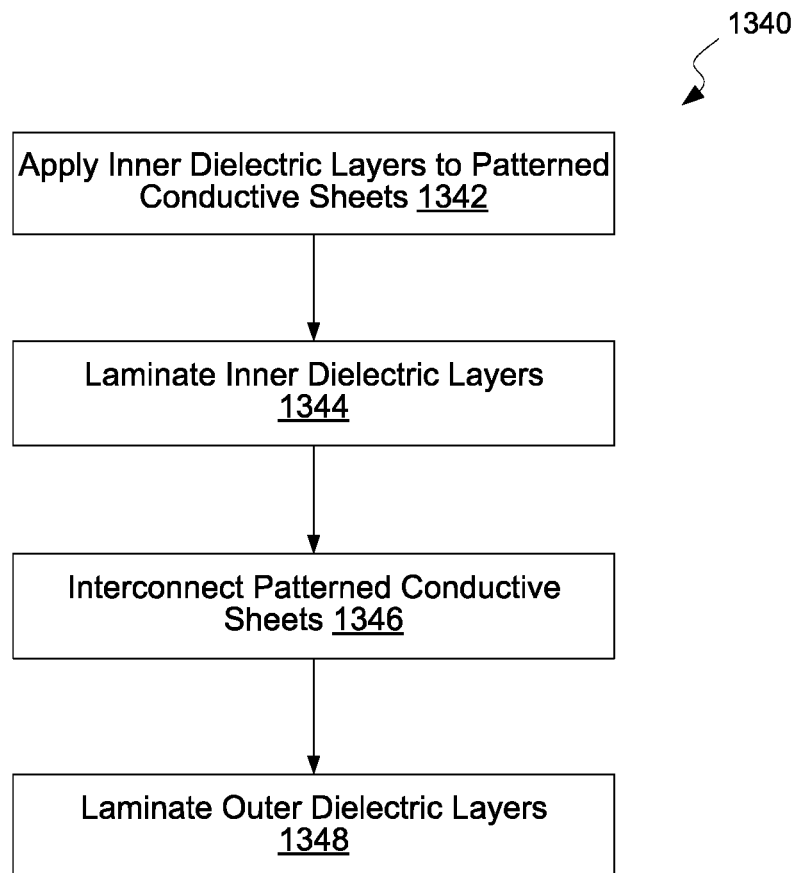 1340
Apply Inner Dielectric Layers to Patterned
Conductive Sheets 1342
Laminate Inner Dielectric Layers
1344
Interconnect Patterned Conductive
Sheets 1346
Laminate Outer Dielectric Layers
1348